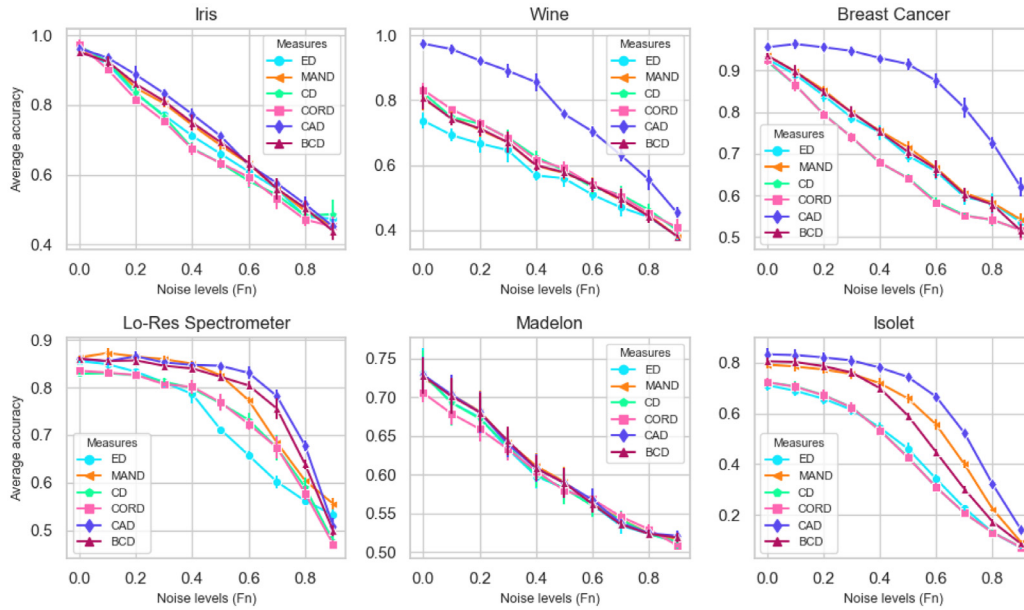 Iris
Average accuracy
1.0
0.8
0.6
0.4
Measures
ED
MAND
CD
CORD
CAD
BCD
0.0 0.2 0.4 0.6 0.8
Noise levels (Fn)
Wine
1.0
0.8
0.6
0.4
Measures
ED
MAND
CD
CORD
CAD
BCD
0.0 0.2 0.4 0.6 0.8
Noise levels (Fn)
Breast Cancer
0.9
0.8
0.7
0.6
0.5
Measures
ED
MAND
CD
CORD
CAD
BCD
0.0 0.2 0.4 0.6 0.8
Noise levels (Fn)
Lo-Res Spectrometer
Average accuracy
0.9
0.8
0.7
0.6
0.5
Measures
ED
MAND
CD
CORD
CAD
BCD
0.0 0.2 0.4 0.6 0.8
Noise levels (Fn)
Madelon
0.75
0.70
0.65
0.60
0.55
0.50
Measures
ED
MAND
CD
CORD
CAD
BCD
0.0 0.2 0.4 0.6 0.8
Noise levels (Fn)
Isolet
0.8
0.6
0.4
0.2
Measures
ED
MAND
CD
CORD
CAD
BCD
0.0 0.2 0.4 0.6 0.8
Noise levels (Fn)